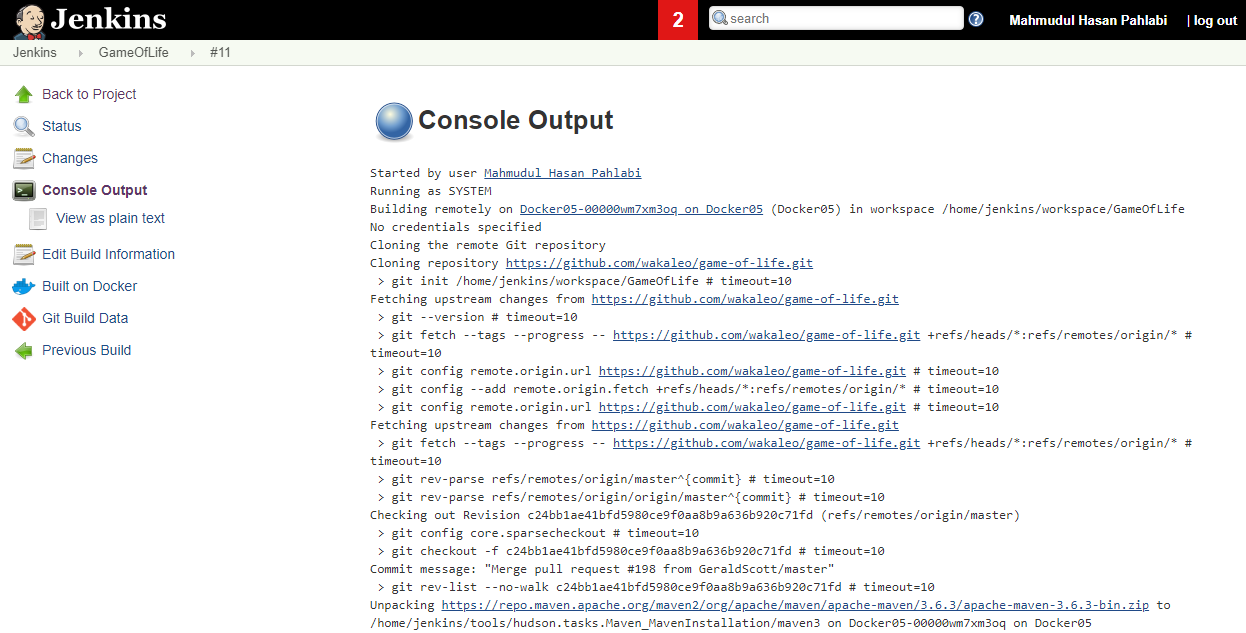 Jenkins
2
search
Mahmudul Hasan Pahlabi
| log out
Jenkins
GameOfLife
#11
Back to Project
Status
Changes
Console Output
View as plain text
Edit Build Information
Built on Docker
Git Build Data
Previous Build
Console Output
Started by user Mahmudul Hasan Pahlabi
Running as SYSTEM
Building remotely on Docker05-00000wm7xm3oq on Docker05 (Docker05) in workspace /home/jenkins/workspace/GameOfLife
No credentials specified
Cloning the remote Git repository
Cloning repository https://github.com/wakaleo/game-of-life.git
> git init /home/jenkins/workspace/GameOfLife # timeout=10
Fetching upstream changes from https://github.com/wakaleo/game-of-life.git
> git --version # timeout=10
> git fetch --tags --progress -- https://github.com/wakaleo/game-of-life.git +refs/heads/*:refs/remotes/origin/* #
timeout=10
> git config remote.origin.url https://github.com/wakaleo/game-of-life.git # timeout=10
> git config --add remote.origin.fetch +refs/heads/*:refs/remotes/origin/* # timeout=10
> git config remote.origin.url https://github.com/wakaleo/game-of-life.git # timeout=10
Fetching upstream changes from https://github.com/wakaleo/game-of-life.git
> git fetch --tags --progress -- https://github.com/wakaleo/game-of-life.git +refs/heads/*:refs/remotes/origin/* #
timeout=10
> git rev-parse refs/remotes/origin/master^{commit} # timeout=10
> git rev-parse refs/remotes/origin/origin/master^{commit} # timeout=10
Checking out Revision c24bb1ae41bfd5980ce9f0aa8b9a636b920c71fd (refs/remotes/origin/master)
> git config core.sparsecheckout # timeout=10
> git checkout -f c24bb1ae41bfd5980ce9f0aa8b9a636b920c71fd # timeout=10
Commit message: "Merge pull request #198 from GeraldScott/master"
> git rev-list --no-walk c24bb1ae41bfd5980ce9f0aa8b9a636b920c71fd # timeout=10
Unpacking https://repo.maven.apache.org/maven2/org/apache/maven/apache-maven/3.6.3/apache-maven-3.6.3-bin.zip to
/home/jenkins/tools/hudson.tasks.Maven_MavenInstallation/maven3 on Docker05-00000wm7xm3oq on Docker05